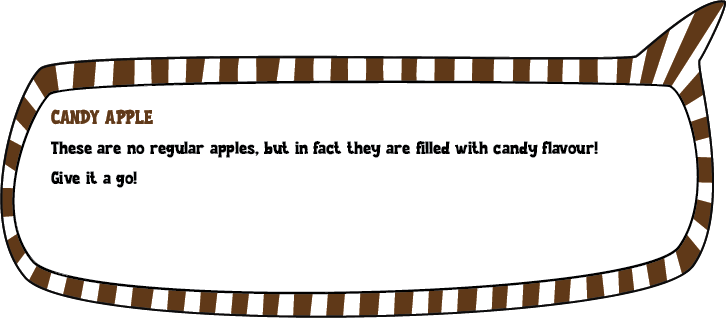 CANDY APPLE
These are no regular apples, but in fact they are filled with candy flavour!
Give it a go!